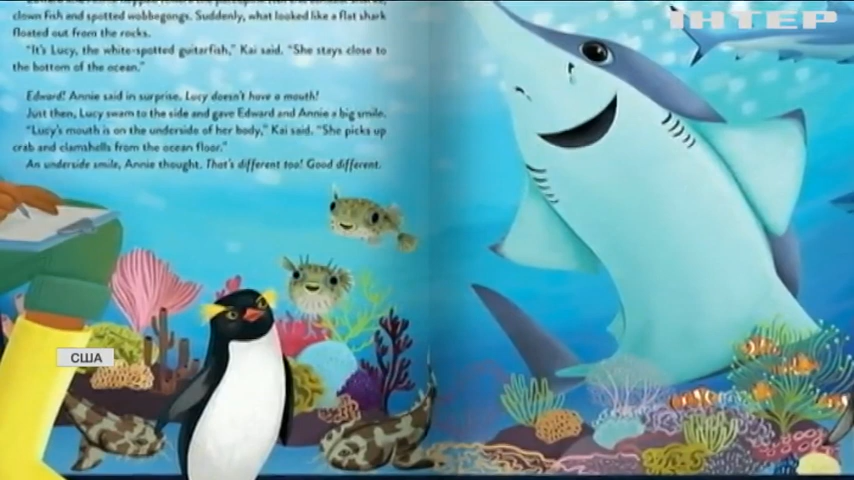 clown fish and spotted wobbegongs. Suddenly, what looked like a flat shark
floated out from the rocks.
"It's Lucy, the white-spotted guitarfish," Kai said. "She stays close to
the bottom of the ocean."
Edward! Annie said in surprise. Lucy doesn't have a mouth!
Just then, Lucy swam to the side and gave Edward and Annie a big smile.
"Lucy's mouth is on the underside of her body," Kai said. "She picks up
crab and clamshells from the ocean floor."
An underside smile, Annie thought. That's different too! Good different.
ІНТЕР
США